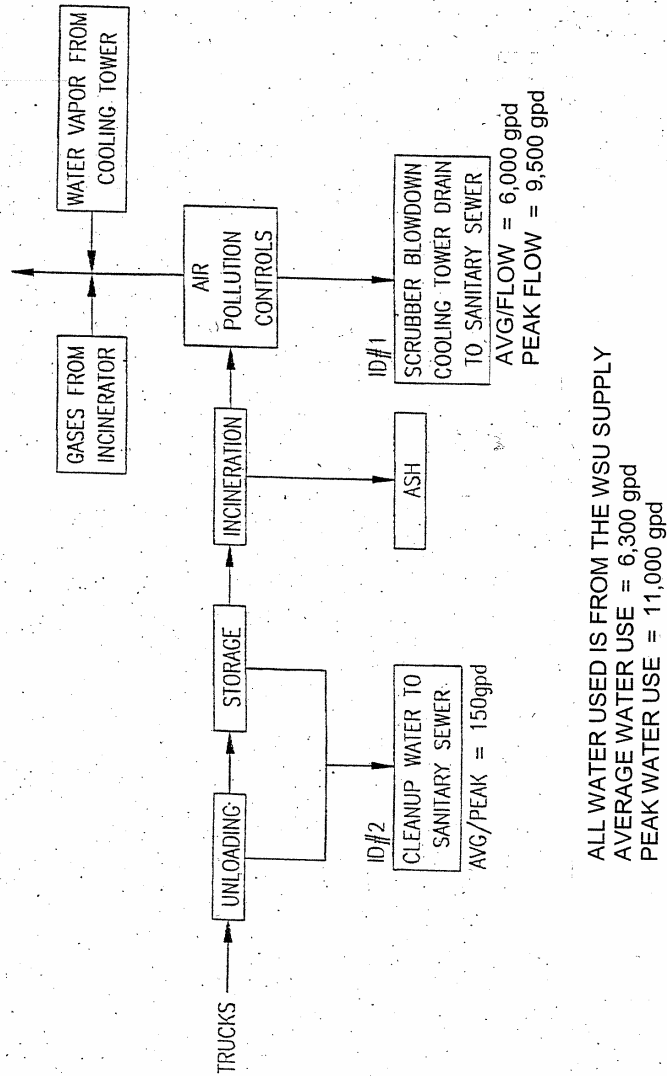 TRUCKS
UNLOADING
STORAGE
INCINERATION
AIR
POLLUTION
CONTROLS
GASES FROM
INCINERATOR
WATER VAPOR FROM
COOLING TOWER
ID#2
CLEANUP WATER TO
SANITARY SEWER
AVG/PEAK = 150gpd
ASH
ID#1
SCRUBBER BLOWDOWN
COOLING TOWER DRAIN
TO SANITARY SEWER
AVG/FLOW = 6,000 gpd
PEAK FLOW = 9,500 gpd
ALL WATER USED IS FROM THE WSU SUPPLY
AVERAGE WATER USE = 6,300 gpd
PEAK WATER USE = 11,000 gpd